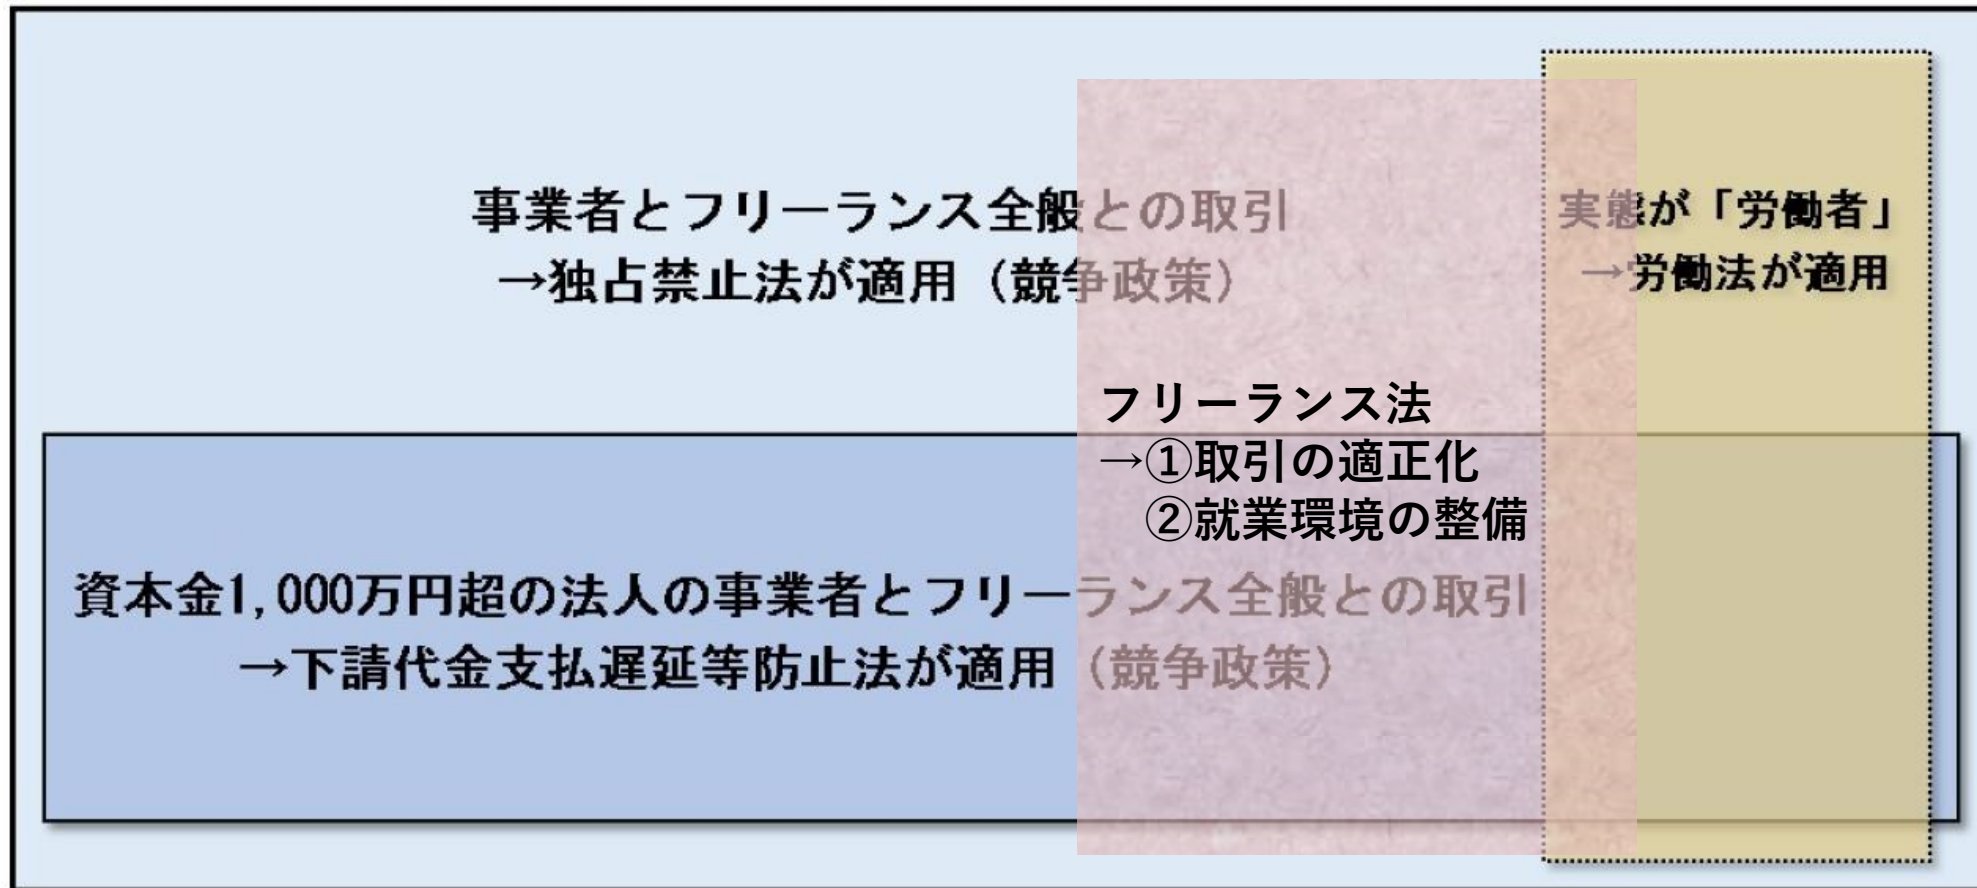 事業者とフリーランス全般との取引
→独占禁止法が適用（競争政策）
実態が「労働者」
→労働法が適用
フリーランス法
→①取引の適正化
②就業環境の整備
資本金1,000万円超の法人の事業者とフリーランス全般との取引
→下請代金支払遅延等防止法が適用（競争政策）